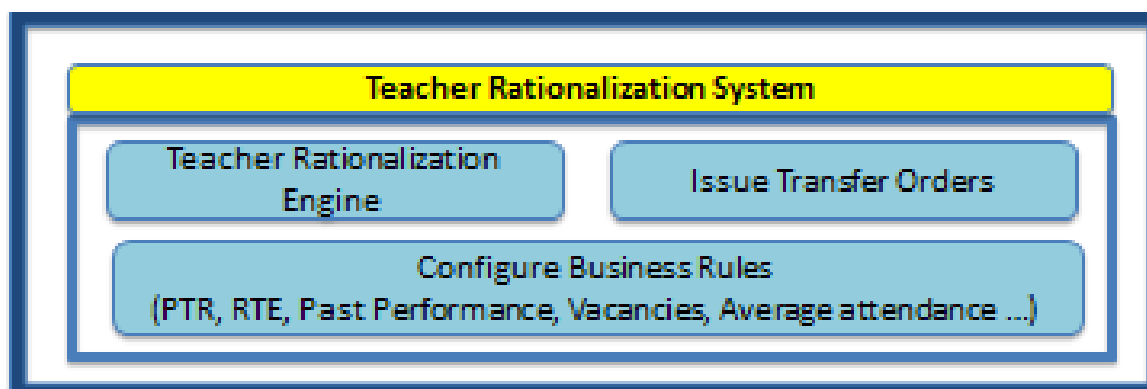 Teacher Rationalization System
Teacher Rationalization
Engine
Issue Transfer Orders
Configure Business Rules
(PTR, RTE, Past Performance, Vacancies, Average attendance ...)